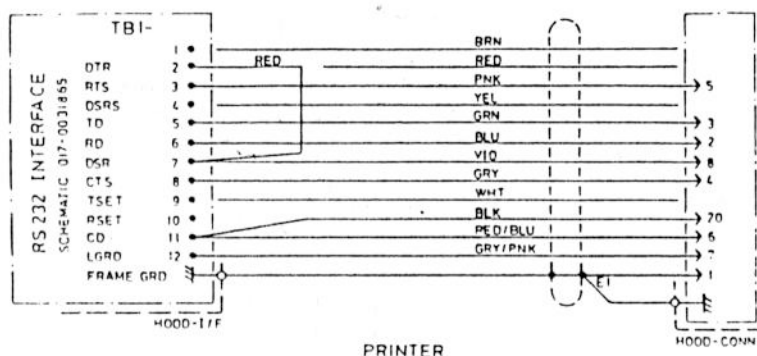 TB1-
1 BRN
DTR 2 RED RED
RTS 3 PNK 5
DSRS 4 YEL
TD 5 GRN 3
RD 6 BLU 2
DSR 7 VIO 8
CTS 8 GRY 4
TSET 9 WHT
RSET 10 BLK 20
CD 11 RED/BLU 6
LGRD 12 GRY/PNK 7
FRAME GRD 1
E1
RS232 INTERFACE
SCHEMATIC 017-0031865
HOOD-I/F
HOOD-CONN
PRINTER